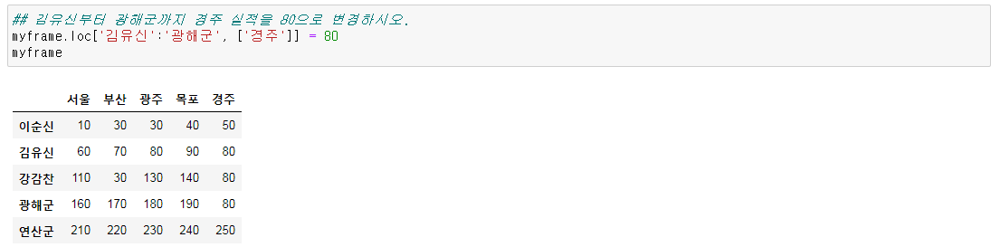 ## 김유신부터 광해군까지 경주 실적을 80으로 변경하시오.
myframe.loc['김유신':'광해군', ['경주']] = 80
myframe
서울 부산 광주 목포 경주
이순신 10 30 30 40 50
김유신 60 70 80 90 80
강감찬 110 30 130 140 80
광해군 160 170 180 190 80
연산군 210 220 230 240 250